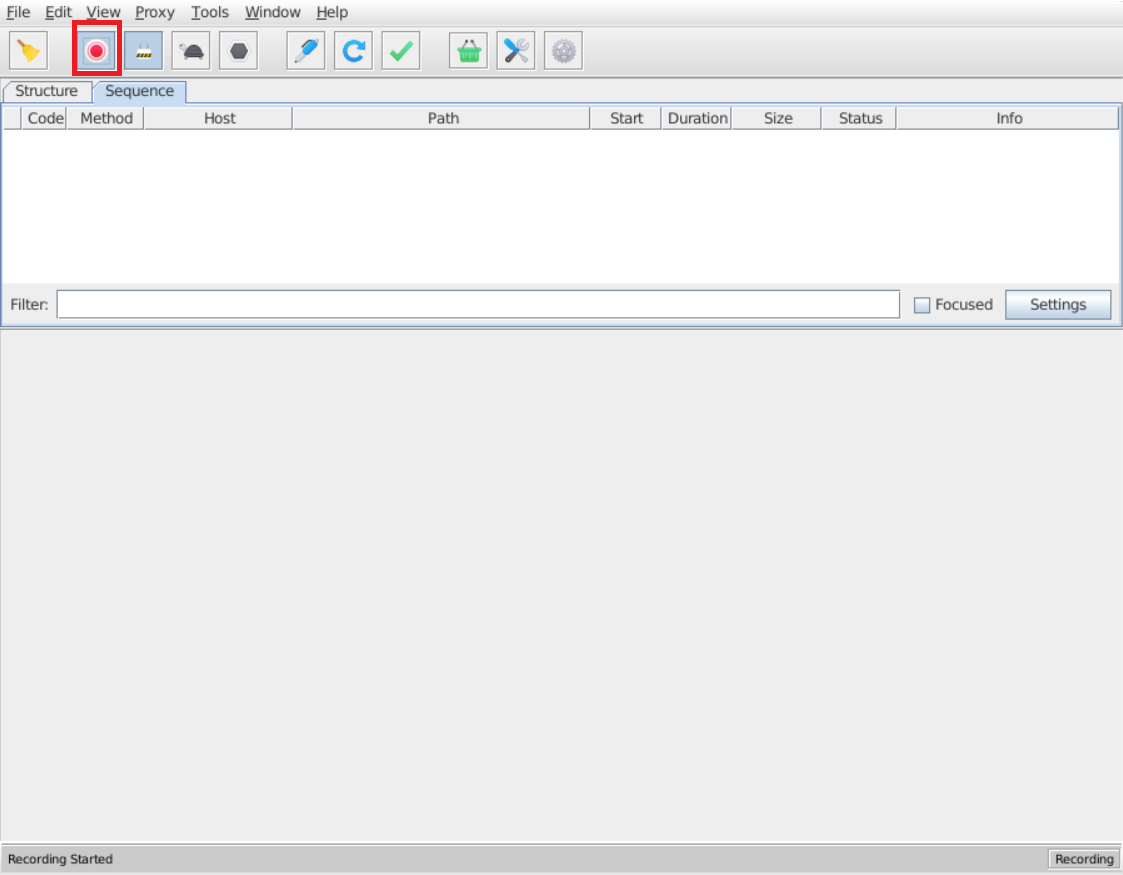 File Edit View Proxy Tools Window Help
Structure Sequence
Code Method Host Path Start Duration Size Status Info
Filter: Focused Settings
Recording Started Recording